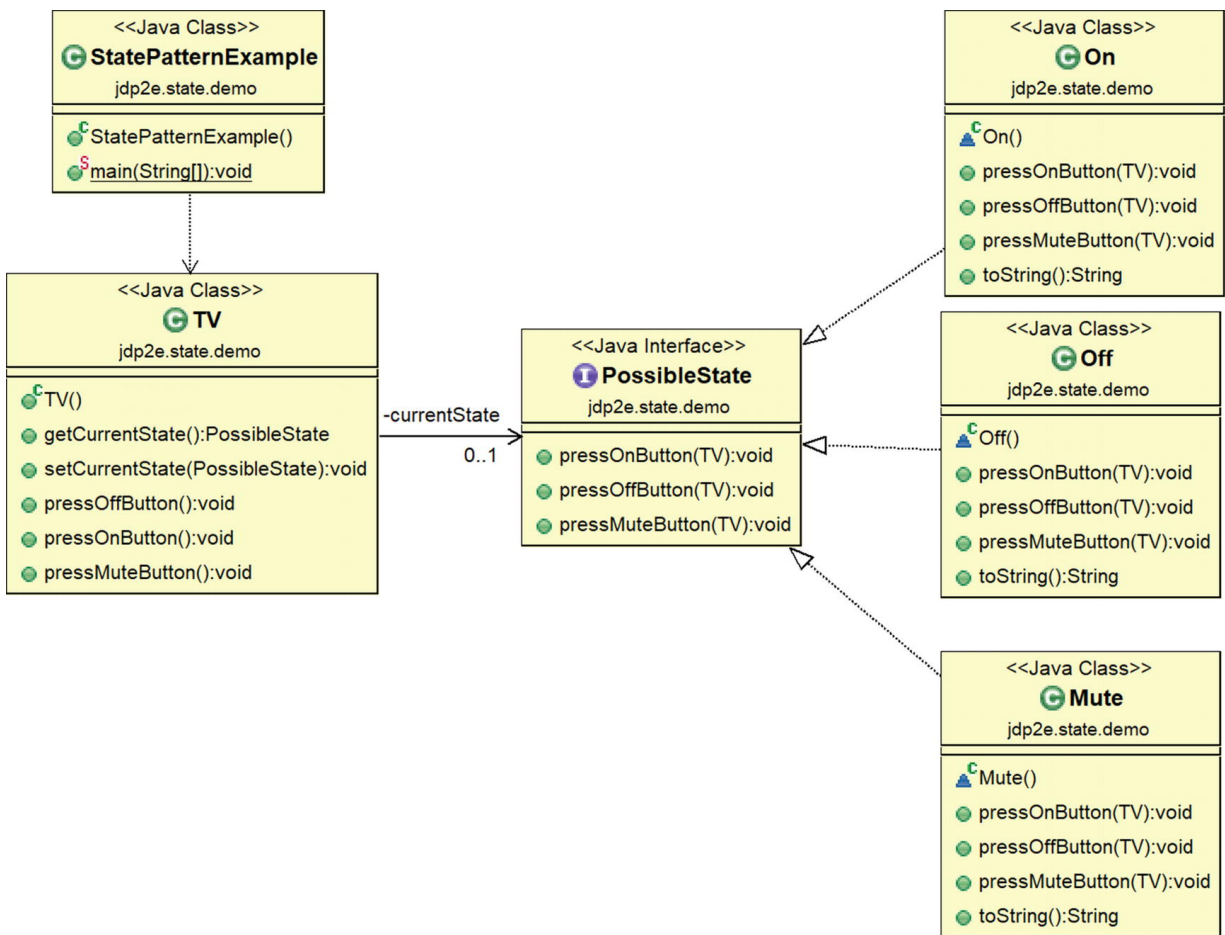 <<Java Class>>
C StatePatternExample
jdp2e.state.demo
C StatePatternExample()
S main(String[]):void
<<Java Class>>
C TV
jdp2e.state.demo
C TV()
getCurrentState():PossibleState
setCurrentState(PossibleState):void
pressOffButton():void
pressOnButton():void
pressMuteButton():void
-currentState
0..1
<<Java Interface>>
I PossibleState
jdp2e.state.demo
pressOnButton(TV):void
pressOffButton(TV):void
pressMuteButton(TV):void
<<Java Class>>
C On
jdp2e.state.demo
C On()
pressOnButton(TV):void
pressOffButton(TV):void
pressMuteButton(TV):void
toString():String
<<Java Class>>
C Off
jdp2e.state.demo
C Off()
pressOnButton(TV):void
pressOffButton(TV):void
pressMuteButton(TV):void
toString():String
<<Java Class>>
C Mute
jdp2e.state.demo
C Mute()
pressOnButton(TV):void
pressOffButton(TV):void
pressMuteButton(TV):void
toString():String